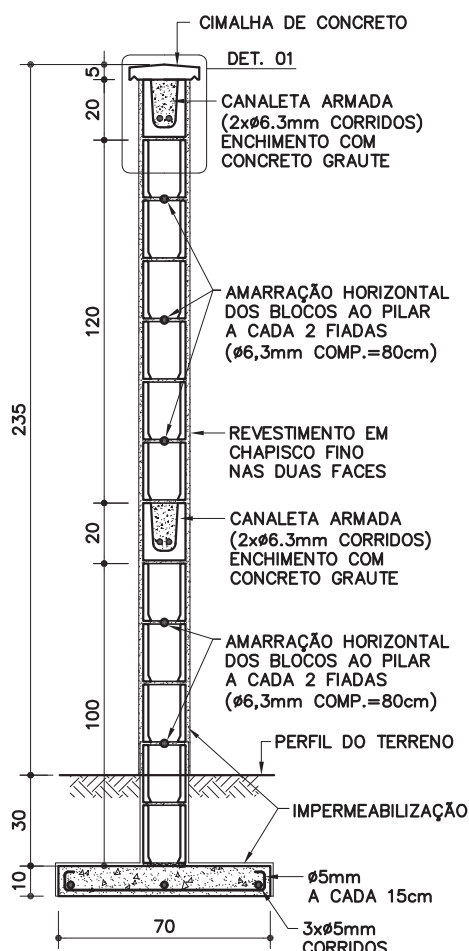 CIMALHA DE CONCRETO
DET. 01
5
20
CANALETA ARMADA
(2xø6.3mm CORRIDOS)
ENCHIMENTO COM
CONCRETO GRAUTE
120
AMARRAÇÃO HORIZONTAL
DOS BLOCOS AO PILAR
A CADA 2 FIADAS
(ø6,3mm COMP.=80cm)
235
REVESTIMENTO EM
CHAPISCO FINO
NAS DUAS FACES
20
CANALETA ARMADA
(2xø6.3mm CORRIDOS)
ENCHIMENTO COM
CONCRETO GRAUTE
AMARRAÇÃO HORIZONTAL
DOS BLOCOS AO PILAR
A CADA 2 FIADAS
(ø6,3mm COMP.=80cm)
100
PERFIL DO TERRENO
30
IMPERMEABILIZAÇÃO
10
ø5mm
A CADA 15cm
70
3xø5mm
CORRIDOS